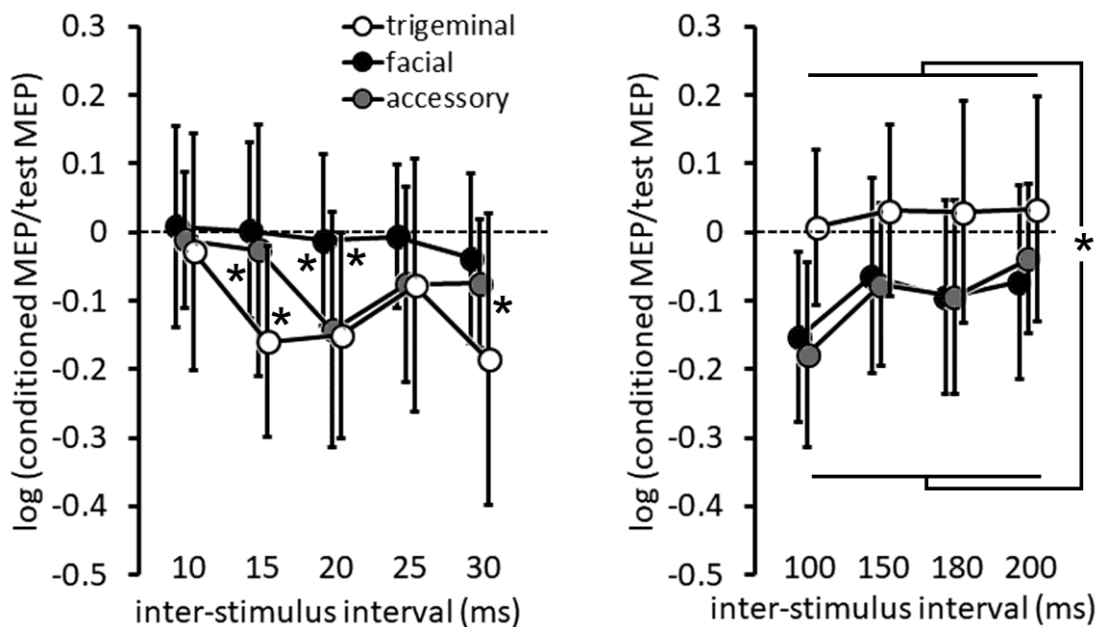 log (conditioned MEP/test MEP)
0.3
0.2
0.1
0
-0.1
-0.2
-0.3
-0.4
-0.5
trigeminal
facial
accessory
*
*
*
*
*
10 15 20 25 30
inter-stimulus interval (ms)
log (conditioned MEP/test MEP)
0.3
0.2
0.1
0
-0.1
-0.2
-0.3
-0.4
-0.5
*
100 150 180 200
inter-stimulus interval (ms)